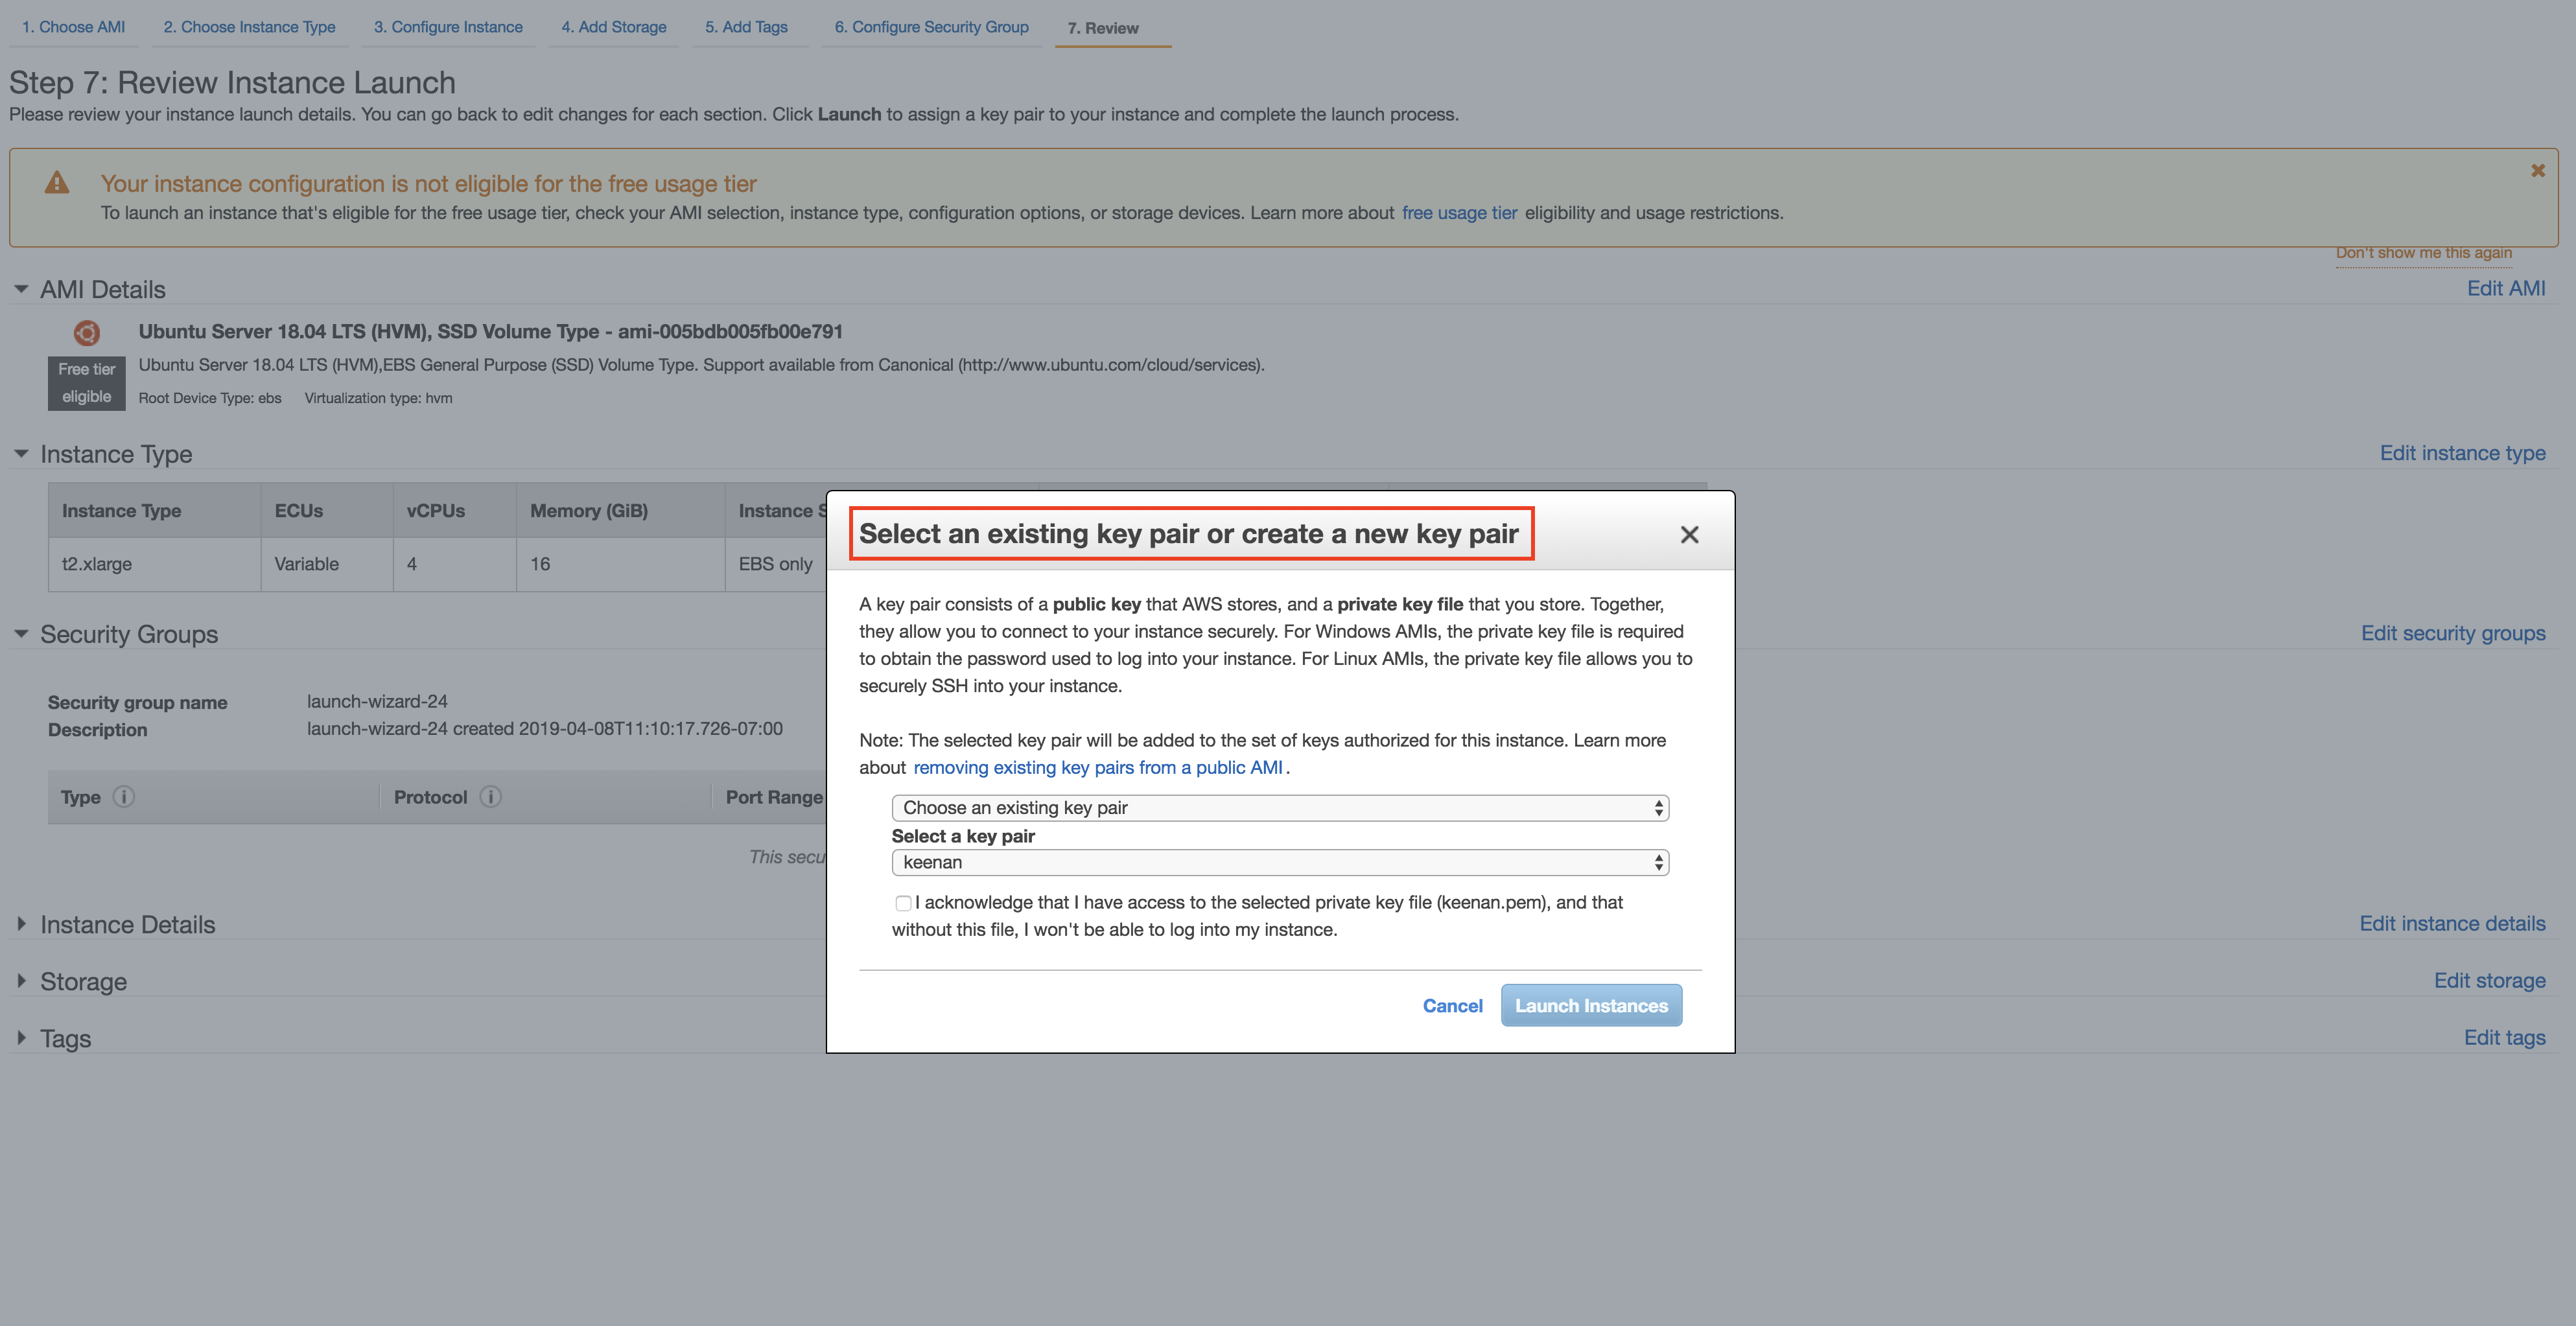 1. Choose AMI 2. Choose Instance Type 3. Configure Instance 4. Add Storage 5. Add Tags 6. Configure Security Group 7. Review
Step 7: Review Instance Launch
Please review your instance launch details. You can go back to edit changes for each section. Click Launch to assign a key pair to your instance and complete the launch process.
Your instance configuration is not eligible for the free usage tier
To launch an instance that's eligible for the free usage tier, check your AMI selection, instance type, configuration options, or storage devices. Learn more about free usage tier eligibility and usage restrictions.
Don't show me this again
AMI Details Edit AMI
Ubuntu Server 18.04 LTS (HVM), SSD Volume Type - ami-005bdb005fb00e791
Free tier
eligible
Ubuntu Server 18.04 LTS (HVM),EBS General Purpose (SSD) Volume Type. Support available from Canonical (http://www.ubuntu.com/cloud/services).
Root Device Type: ebs Virtualization type: hvm
Instance Type Edit instance type
Instance Type ECUs vCPUs Memory (GiB) Instance S
t2.xlarge Variable 4 16 EBS only
Security Groups Edit security groups
Security group name launch-wizard-24
Description launch-wizard-24 created 2019-04-08T11:10:17.726-07:00
Type Protocol Port Range
This secu
Instance Details Edit instance details
Storage Edit storage
Tags Edit tags
Select an existing key pair or create a new key pair
A key pair consists of a public key that AWS stores, and a private key file that you store. Together,
they allow you to connect to your instance securely. For Windows AMIs, the private key file is required
to obtain the password used to log into your instance. For Linux AMIs, the private key file allows you to
securely SSH into your instance.
Note: The selected key pair will be added to the set of keys authorized for this instance. Learn more
about removing existing key pairs from a public AMI.
Choose an existing key pair
Select a key pair
keenan
I acknowledge that I have access to the selected private key file (keenan.pem), and that
without this file, I won't be able to log into my instance.
Cancel Launch Instances